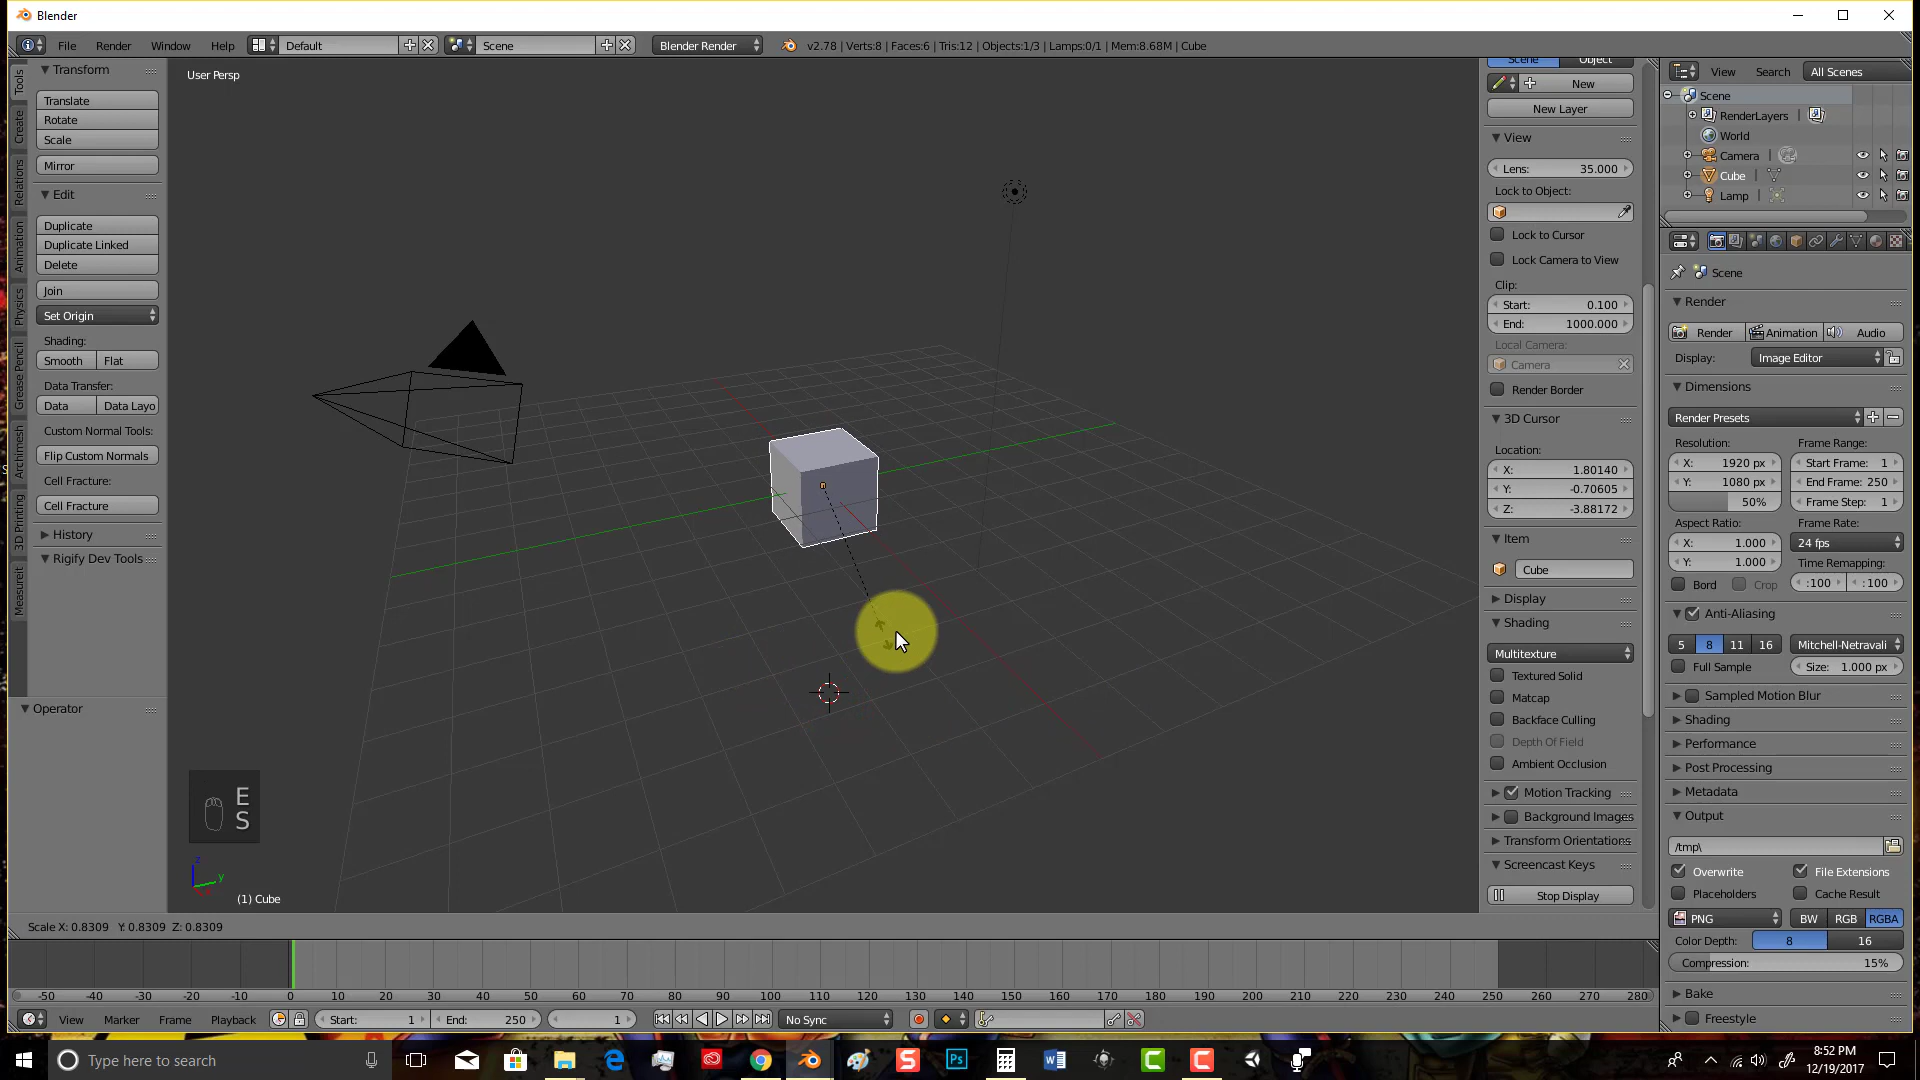 Blender
File Render Window Help Default Scene Blender Render v2.78 | Verts:8 | Faces:6 | Tris:12 | Objects:1/3 | Lamps:0/1 | Mem:8.68M | Cube
Tools
Create
Relations
Animation
Physics
Grease Pencil
Archimesh
3D Printing
Measureit
Transform
Translate
Rotate
Scale
Mirror
Edit
Duplicate
Duplicate Linked
Delete
Join
Set Origin
Shading:
Smooth Flat
Data Transfer:
Data Data Layo
Custom Normal Tools:
Flip Custom Normals
Cell Fracture:
Cell Fracture
History
Rigify Dev Tools
Operator
User Persp
E
S
z
y
(1) Cube
Scale X: 0.8309 Y: 0.8309 Z: 0.8309
Scene Object
New
New Layer
View
Lens: 35.000
Lock to Object:
Lock to Cursor
Lock Camera to View
Clip:
Start: 0.100
End: 1000.000
Local Camera:
Camera
Render Border
3D Cursor
Location:
X: 1.80140
Y: -0.70605
Z: -3.88172
Item
Cube
Display
Shading
Multitexture
Textured Solid
Matcap
Backface Culling
Depth Of Field
Ambient Occlusion
Motion Tracking
Background Images
Transform Orientations
Screencast Keys
Stop Display
View Search All Scenes
Scene
RenderLayers
World
Camera
Cube
Lamp
Scene
Render
Render Animation Audio
Display: Image Editor
Dimensions
Render Presets
Resolution: Frame Range:
X: 1920 px Start Frame: 1
Y: 1080 px End Frame: 250
50% Frame Step: 1
Aspect Ratio: Frame Rate:
X: 1.000 24 fps
Y: 1.000 Time Remapping:
Bord Crop :100 :100
Anti-Aliasing
5 8 11 16 Mitchell-Netravali
Full Sample Size: 1.000 px
Sampled Motion Blur
Shading
Performance
Post Processing
Metadata
Output
/tmp\
Overwrite File Extensions
Placeholders Cache Result
PNG BW RGB RGBA
Color Depth: 8 16
Compression: 15%
Bake
Freestyle
-50 -40 -30 -20 -10 0 10 20 30 40 50 60 70 80 90 100 110 120 130 140 150 160 170 180 190 200 210 220 230 240 250 260 270 280
View Marker Frame Playback Start: 1 End: 250 1 No Sync
Type here to search
8:52 PM
12/19/2017